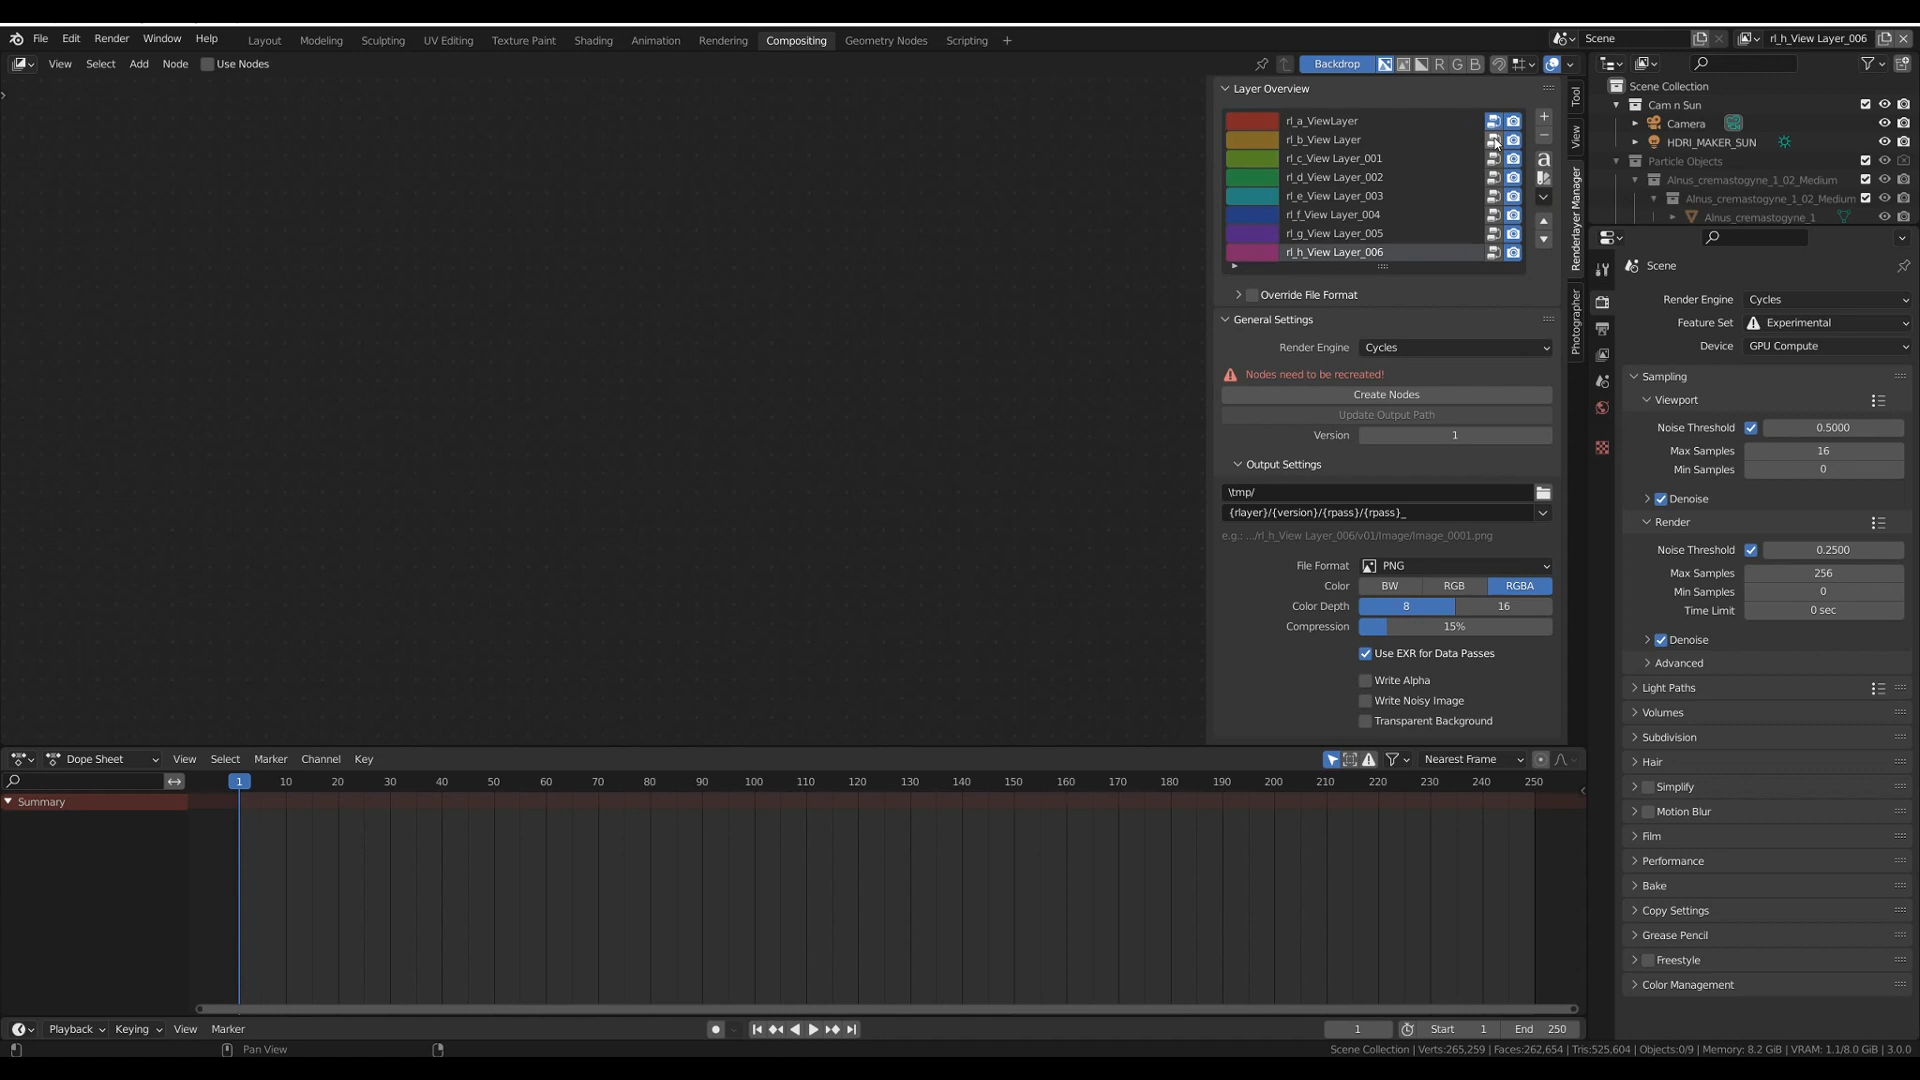 File Edit Render Window Help Layout Modeling Sculpting UV Editing Texture Paint Shading Animation Rendering Compositing Geometry Nodes Scripting + Scene rl_h_View Layer_006
View Select Add Node Use Nodes Backdrop R G B
Layer Overview
rl_a_ViewLayer
rl_b_View Layer
rl_c_View Layer_001
rl_d_View Layer_002
rl_e_View Layer_003
rl_f_View Layer_004
rl_g_View Layer_005
rl_h_View Layer_006
a
Override File Format
General Settings
Render Engine Cycles
Nodes need to be recreated!
Create Nodes
Update Output Path
Version 1
Output Settings
\tmp/
{rlayer}/{version}/{rpass}/{rpass}_
e.g.: .../rl_h_View Layer_006/v01/Image/Image_0001.png
File Format PNG
Color BW RGB RGBA
Color Depth 8 16
Compression 15%
Use EXR for Data Passes
Write Alpha
Write Noisy Image
Transparent Background
Tool
View
Renderlayer Manager
Photographer
Scene Collection
Cam n Sun
Camera
HDRI_MAKER_SUN
Particle Objects
Alnus_cremastogyne_1_02_Medium
Alnus_cremastogyne_1_02_Medium
Alnus_cremastogyne_1
Scene
Render Engine Cycles
Feature Set Experimental
Device GPU Compute
Sampling
Viewport
Noise Threshold 0.5000
Max Samples 16
Min Samples 0
Denoise
Render
Noise Threshold 0.2500
Max Samples 256
Min Samples 0
Time Limit 0 sec
Denoise
Advanced
Light Paths
Volumes
Subdivision
Hair
Simplify
Motion Blur
Film
Performance
Bake
Copy Settings
Grease Pencil
Freestyle
Color Management
Dope Sheet View Select Marker Channel Key Nearest Frame
1 10 20 30 40 50 60 70 80 90 100 110 120 130 140 150 160 170 180 190 200 210 220 230 240 250
Summary
Playback Keying View Marker 1 Start 1 End 250
Pan View Scene Collection | Verts:265,259 | Faces:262,654 | Tris:525,604 | Objects:0/9 | Memory: 8.2 GiB | VRAM: 1.1/8.0 GiB | 3.0.0